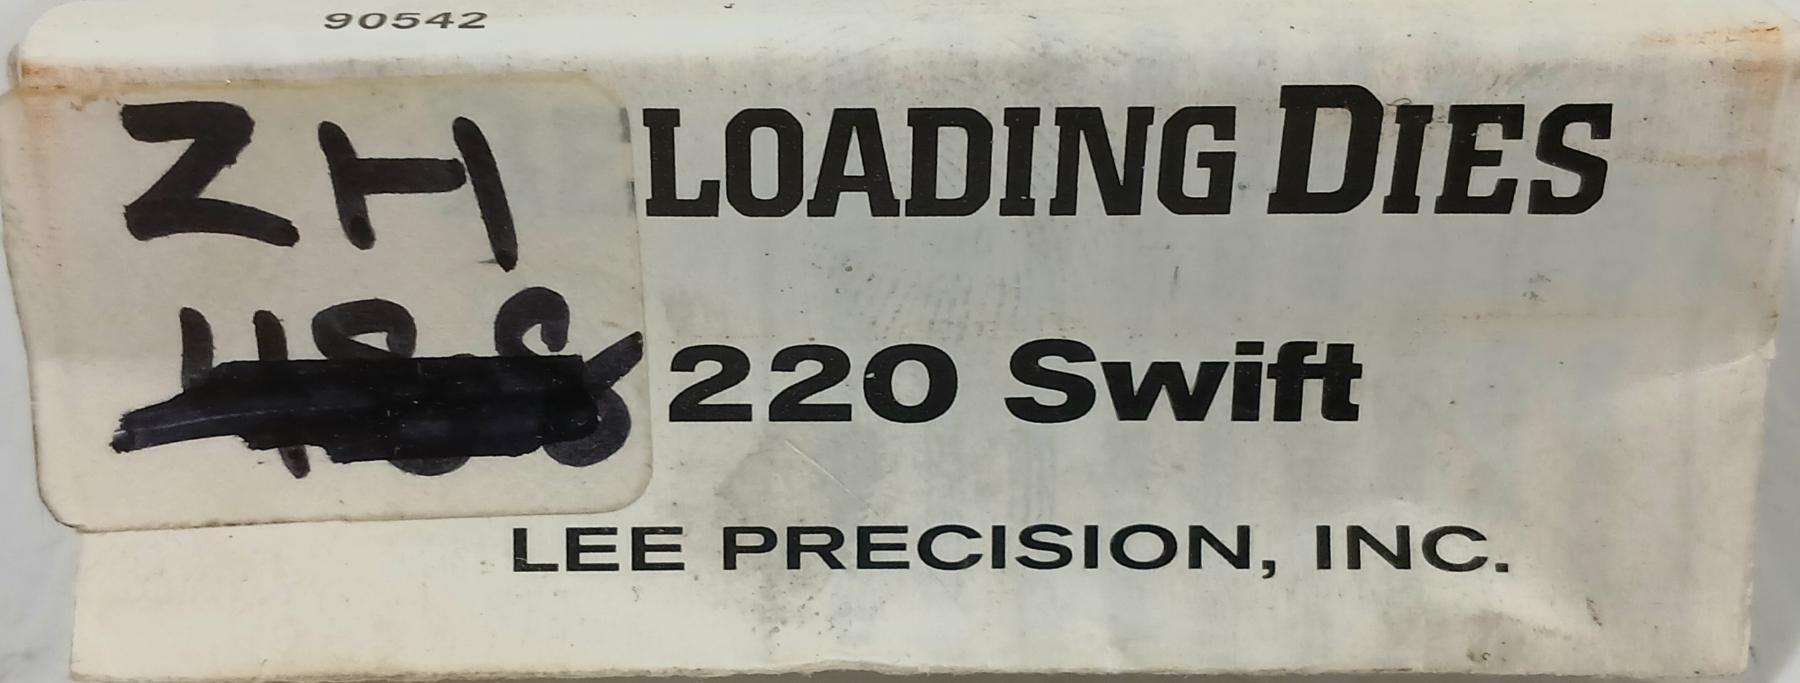 90542
ZH
LOADING DIES
220 Swift
LEE PRECISION, INC.